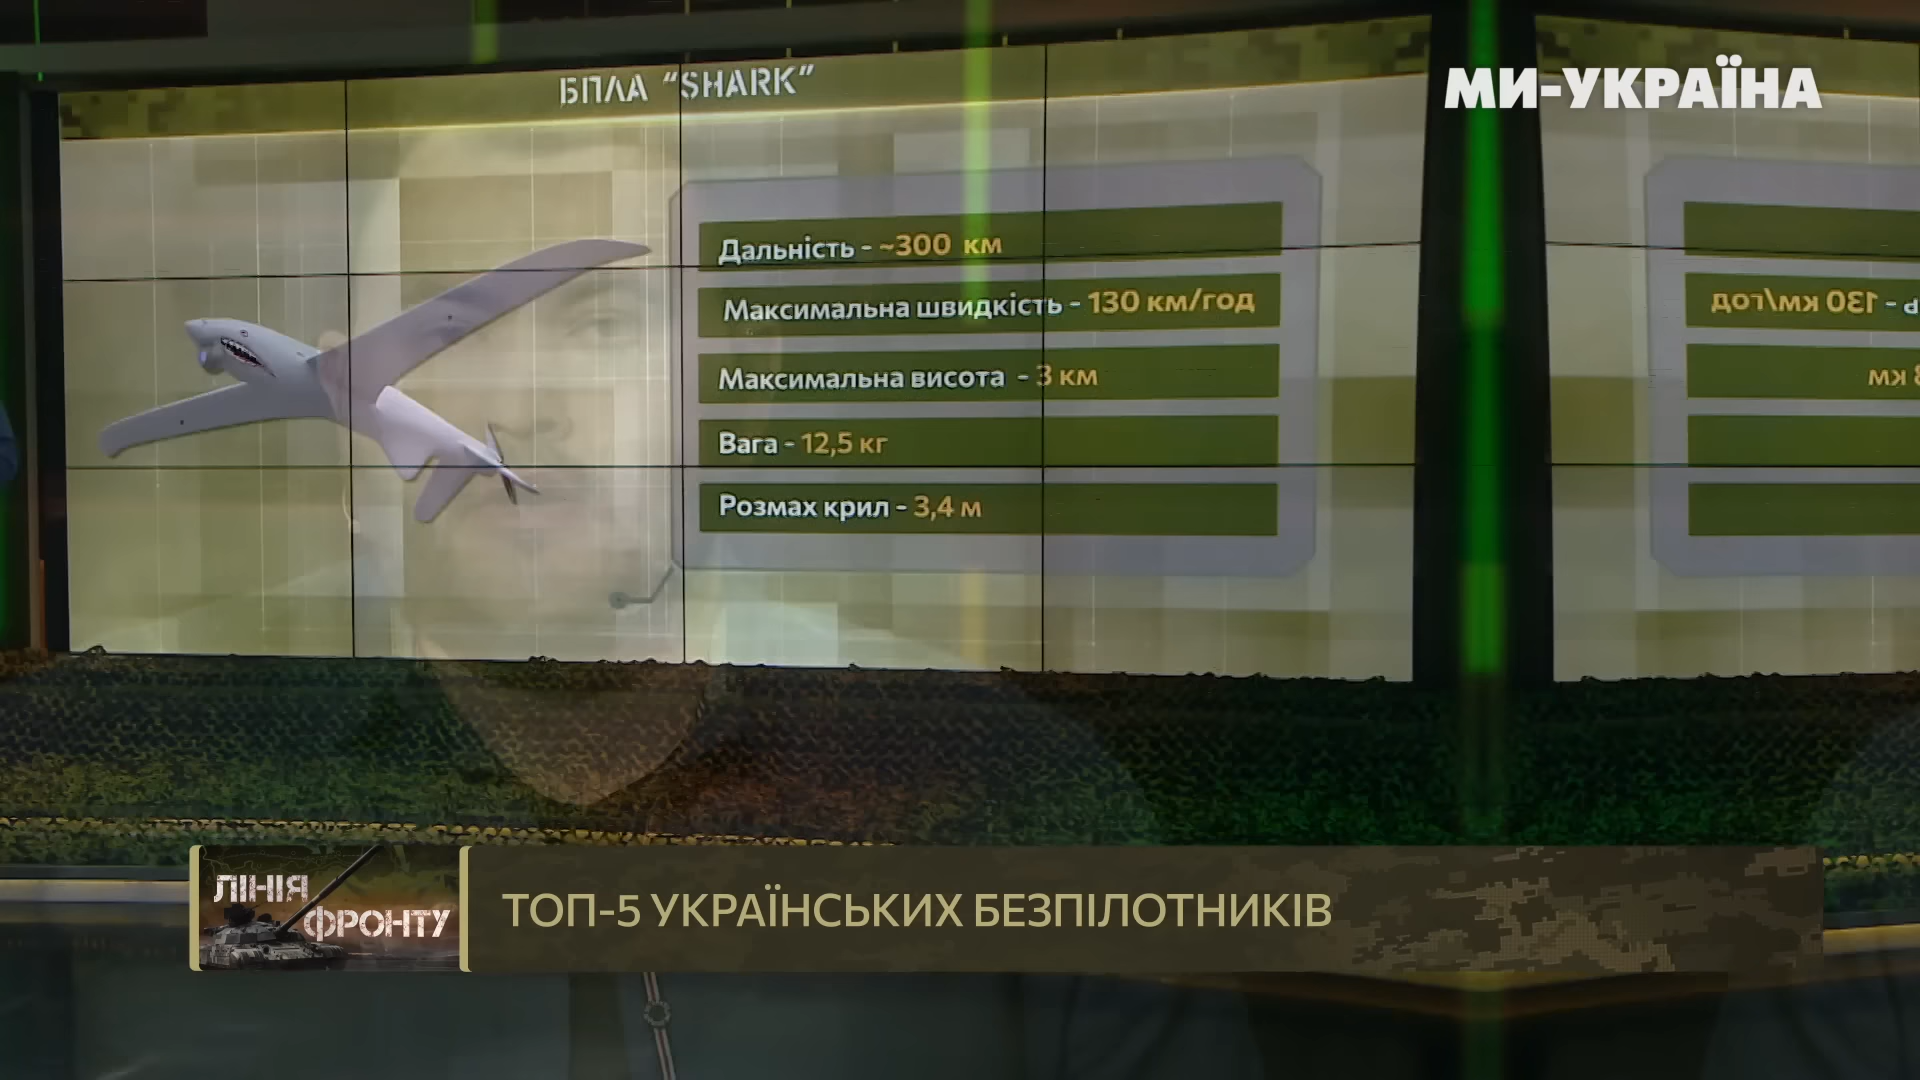 БПЛА “SHARK”
МИ-УКРАЇНА
Дальність - ~300 км
Максимальна швидкість - 130 км/год
Максимальна висота - 3 км
Вага - 12,5 кг
Розмах крил - 3,4 м
ЛІНІЯ
ФРОНТУ
ТОП-5 УКРАЇНСЬКИХ БЕЗПІЛОТНИКІВ